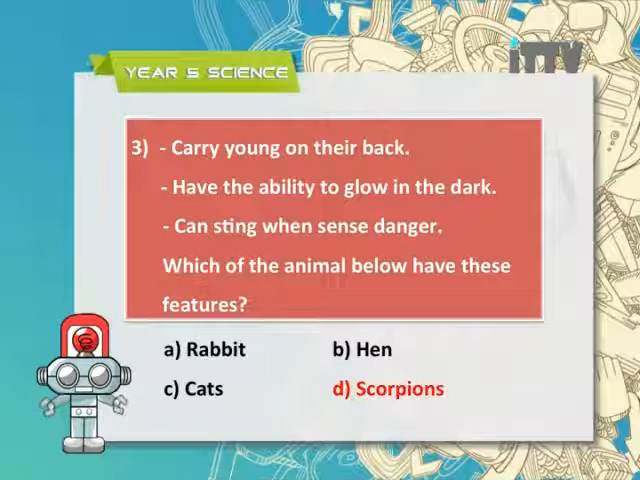 iTTV
YEAR 5 SCIENCE
3) - Carry young on their back.
- Have the ability to glow in the dark.
- Can sting when sense danger.
Which of the animal below have these
features?
a) Rabbit
b) Hen
c) Cats
d) Scorpions